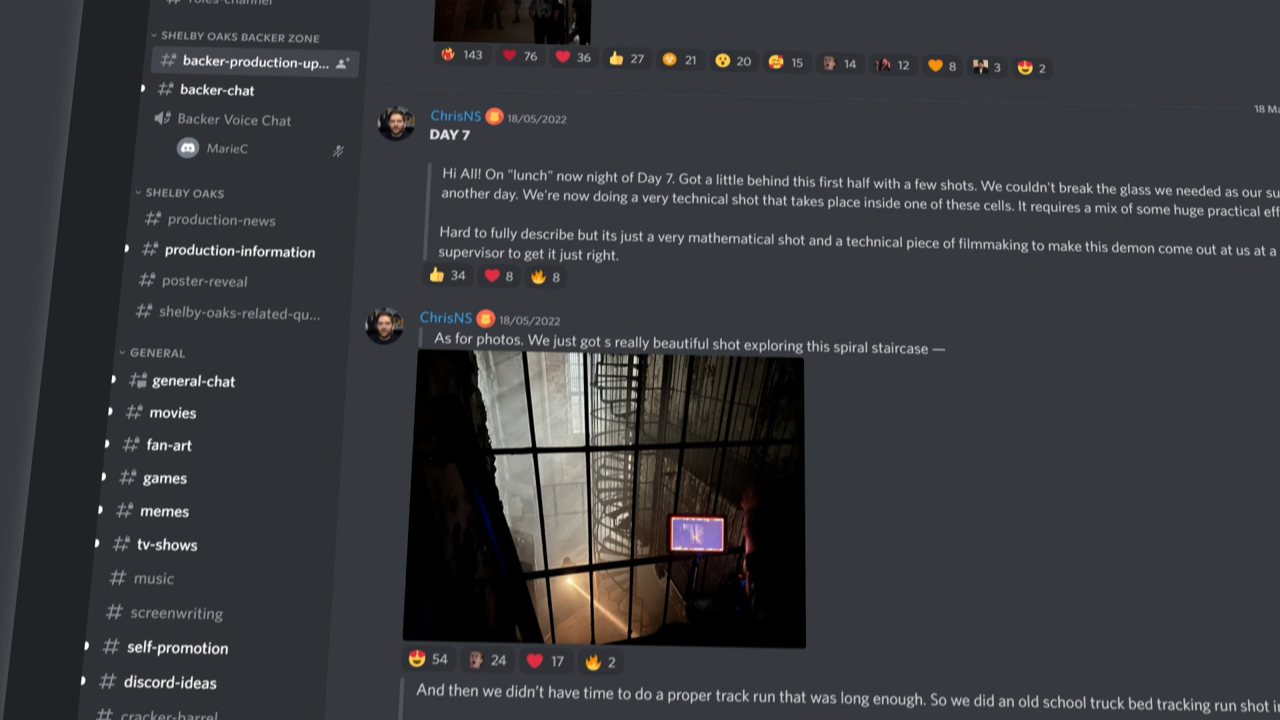 SHELBY OAKS BACKER ZONE
backer-production-up...
backer-chat
Backer Voice Chat
MarieC
SHELBY OAKS
production-news
production-information
poster-reveal
shelby-oaks-related-qu...
GENERAL
general-chat
movies
fan-art
games
memes
tv-shows
music
screenwriting
self-promotion
discord-ideas
cracker-barrel
143 76 36 27 21 20 15 14 12 8 3 2
18
ChrisNS 18/05/2022
DAY 7
Hi All! On "lunch" now night of Day 7. Got a little behind this first half with a few shots. We couldn't break the glass we needed as our
another day. We're now doing a very technical shot that takes place inside one of these cells. It requires a mix of some huge practical
Hard to fully describe but its just a very mathematical shot and a technical piece of filmmaking to make this demon come out at us at a
supervisor to get it just right.
34 8 8
ChrisNS 18/05/2022
As for photos. We just got s really beautiful shot exploring this spiral staircase —
54 24 17 2
And then we didn't have time to do a proper track run that was long enough. So we did an old school truck bed tracking run shot